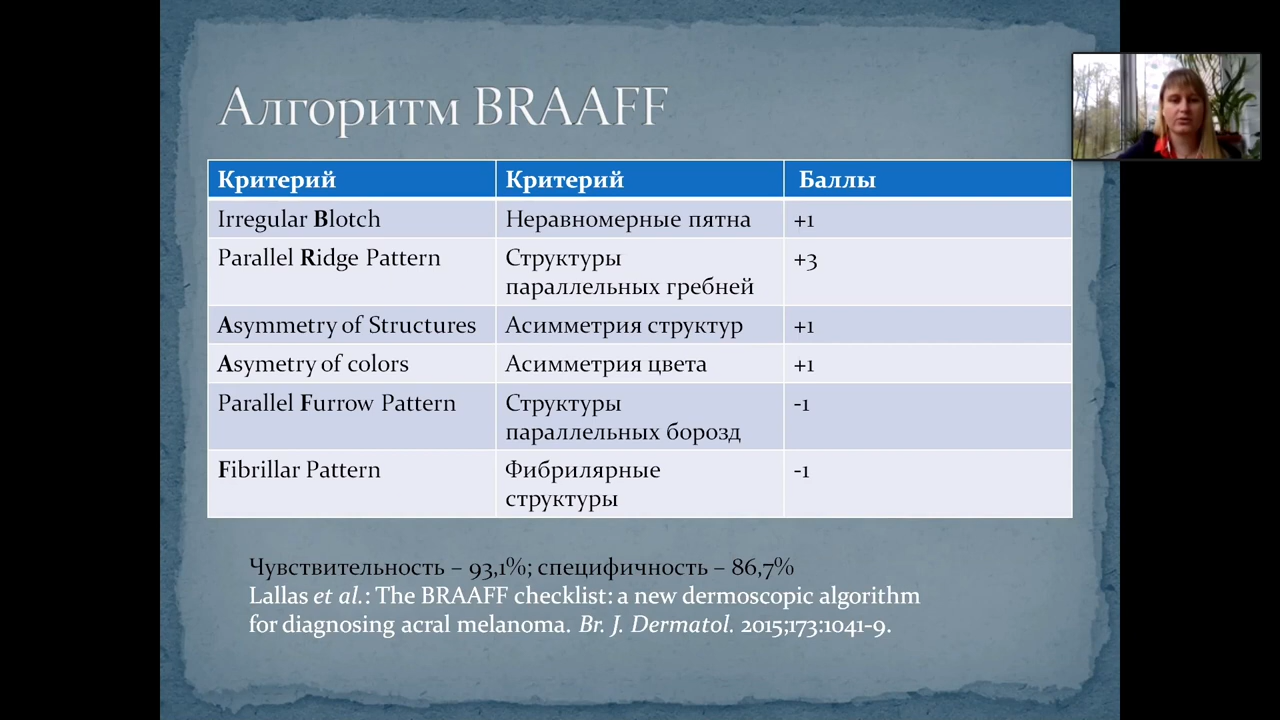 Алгоритм BRAAFF
Критерий Критерий Баллы
Irregular Blotch Неравномерные пятна +1
Parallel Ridge Pattern Структуры +3
параллельных гребней
Asymmetry of Structures Асимметрия структур +1
Asymetry of colors Асимметрия цвета +1
Parallel Furrow Pattern Структуры -1
параллельных борозд
Fibrillar Pattern Фибрилярные -1
структуры
Чувствительность – 93,1%; специфичность – 86,7%
Lallas et al.: The BRAAFF checklist: a new dermoscopic algorithm
for diagnosing acral melanoma. Br. J. Dermatol. 2015;173:1041-9.